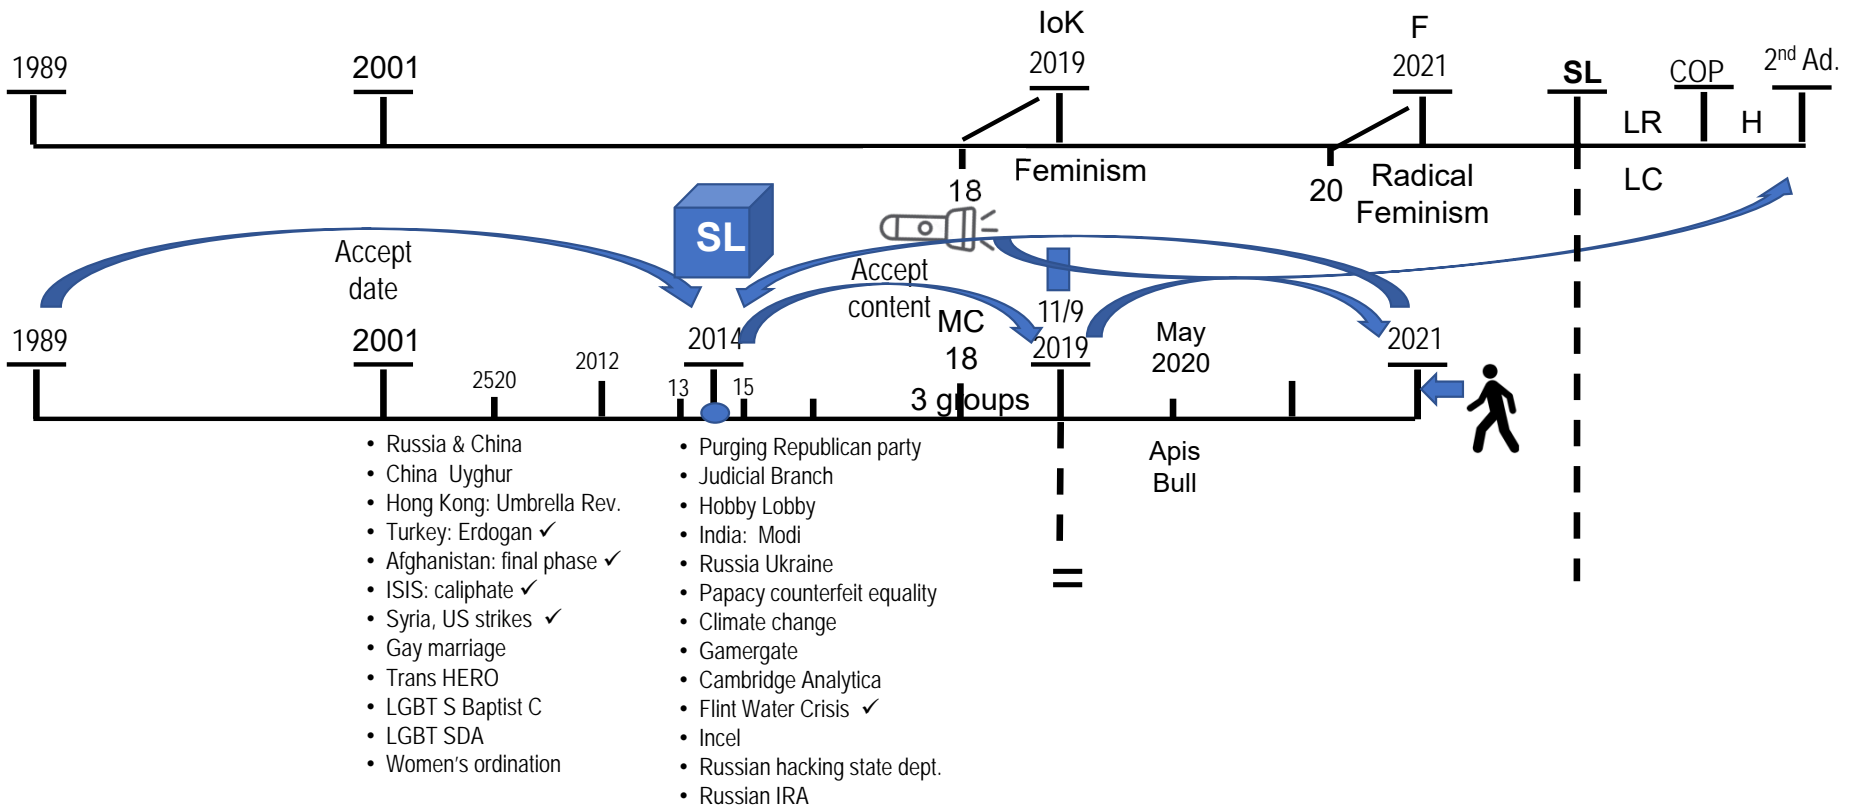 IoK
F
1989
2001
2019
2021
SL
COP
2nd Ad.
LR
H
18
Feminism
20
Radical
Feminism
LC
SL
Accept
date
Accept
content
11/9
1989
2001
2520
2012
13
2014
15
MC
18
3 groups
2019
May
2020
2021
• Russia & China
• China Uyghur
• Hong Kong: Umbrella Rev.
• Turkey: Erdogan ✓
• Afghanistan: final phase ✓
• ISIS: caliphate ✓
• Syria, US strikes ✓
• Gay marriage
• Trans HERO
• LGBT S Baptist C
• LGBT SDA
• Women's ordination
• Purging Republican party
• Judicial Branch
• Hobby Lobby
• India: Modi
• Russia Ukraine
• Papacy counterfeit equality
• Climate change
• Gamergate
• Cambridge Analytica
• Flint Water Crisis ✓
• Incel
• Russian hacking state dept.
• Russian IRA
Apis
Bull
=